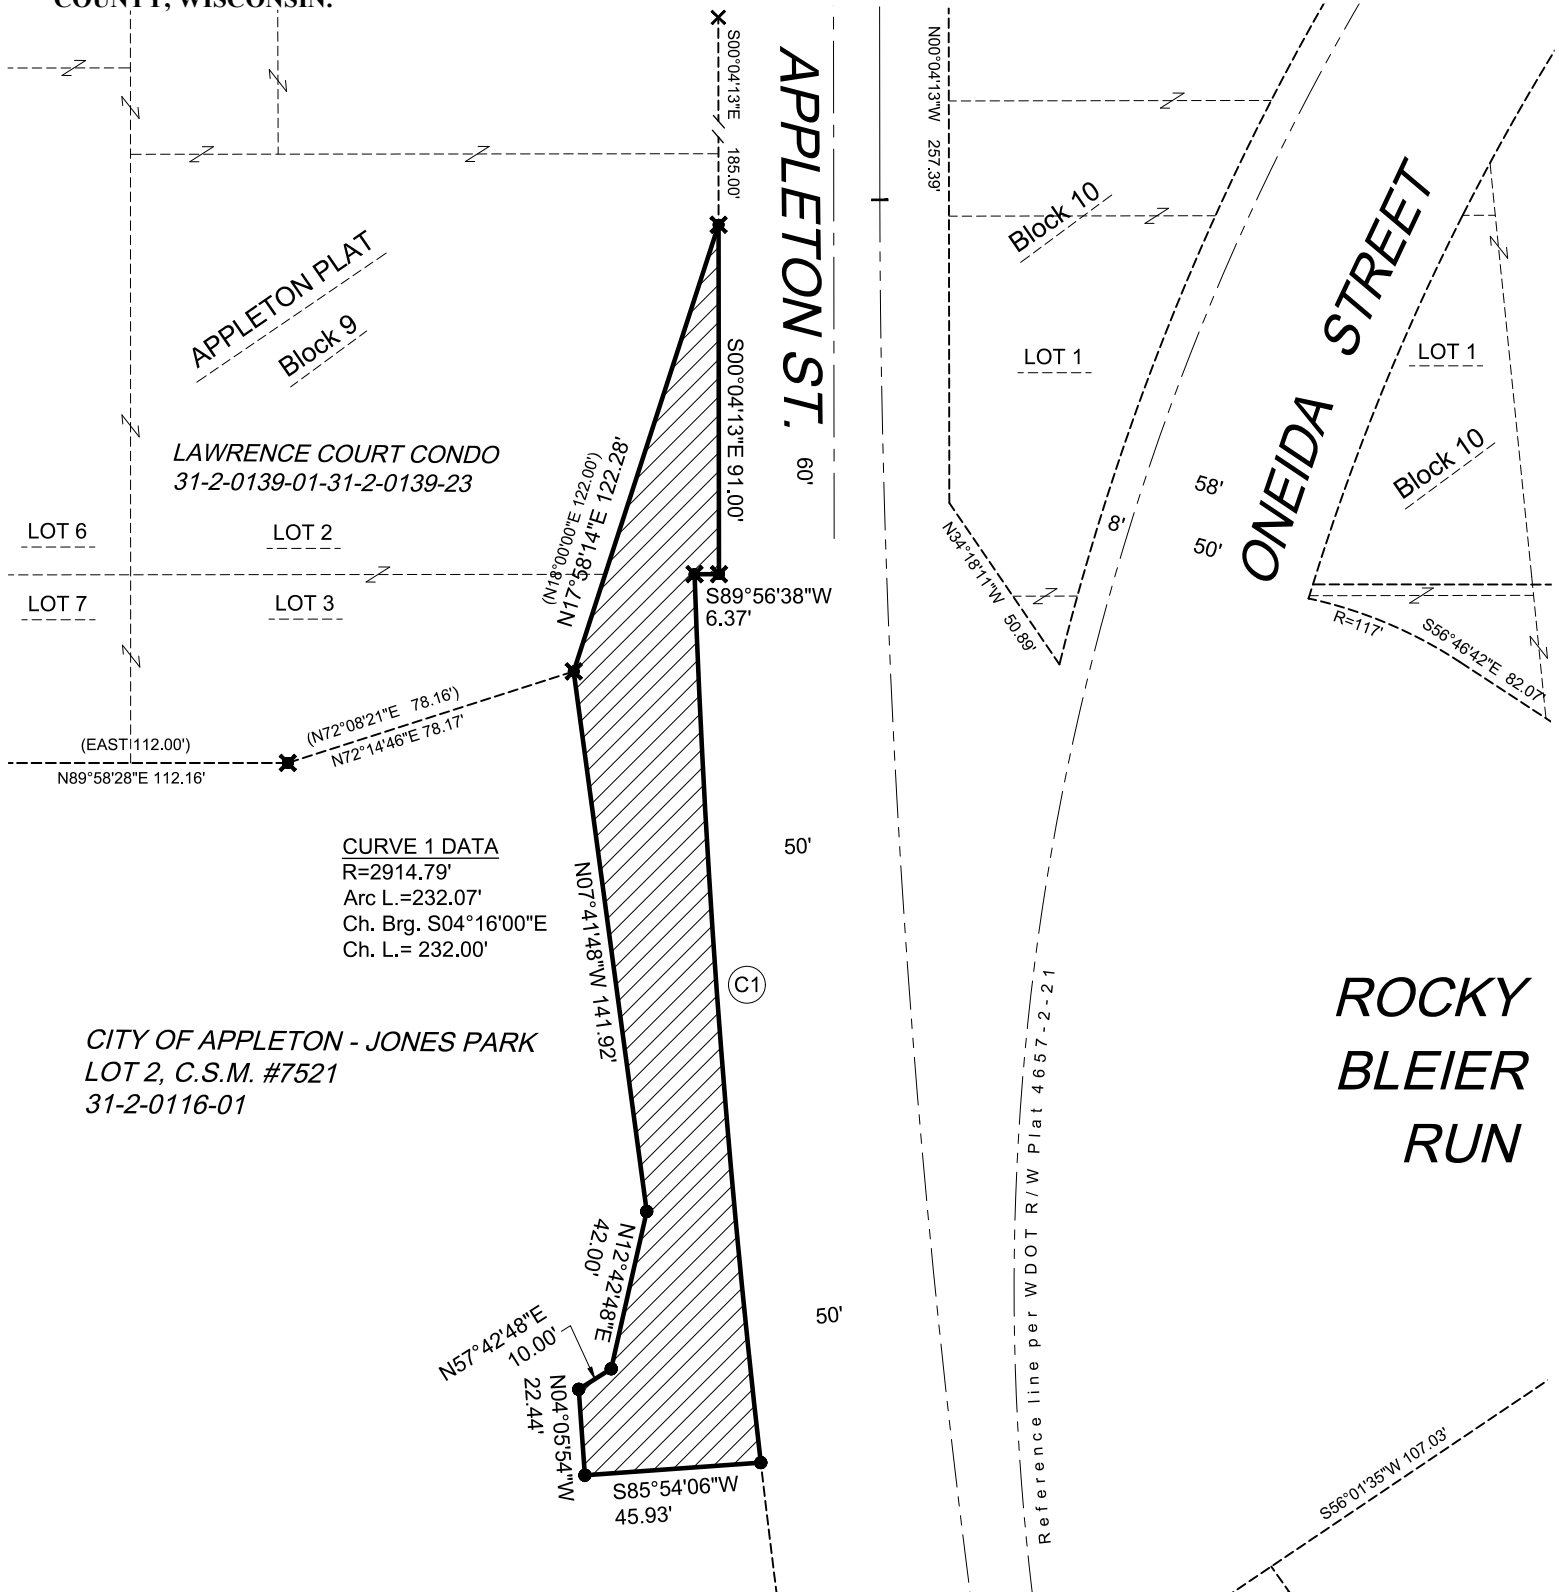 COUNTY, WISCONSIN.
S00°04'13"E 185.00'
APPLETON ST.
60'
N00°04'13"W 257.39'
Block 10
LOT 1
ONEIDA STREET
LOT 1
Block 10
APPLETON PLAT
Block 9
LAWRENCE COURT CONDO
31-2-0139-01-31-2-0139-23
LOT 6
LOT 2
LOT 7
LOT 3
(N18°00'00"E 122.00')
N17°58'14"E 122.28'
S00°04'13"E 91.00'
S89°56'38"W
6.37'
N34°18'11"W 50.89'
8'
58'
50'
R=117'
S56°46'42"E 82.07'
(EAST 112.00')
N89°58'28"E 112.16'
(N72°08'21"E 78.16')
N72°14'46"E 78.17'
CURVE 1 DATA
R=2914.79'
Arc L.=232.07'
Ch. Brg. S04°16'00"E
Ch. L.= 232.00'
50'
N07°41'48"W 141.92'
C1
CITY OF APPLETON - JONES PARK
LOT 2, C.S.M. #7521
31-2-0116-01
ROCKY
BLEIER
RUN
Reference line per WDOT R/W Plat 4657-2-21
N12°42'48"E
42.00'
50'
N57°42'48"E
10.00'
N04°05'54"W
22.44'
S85°54'06"W
45.93'
S56°01'35"W 107.03'